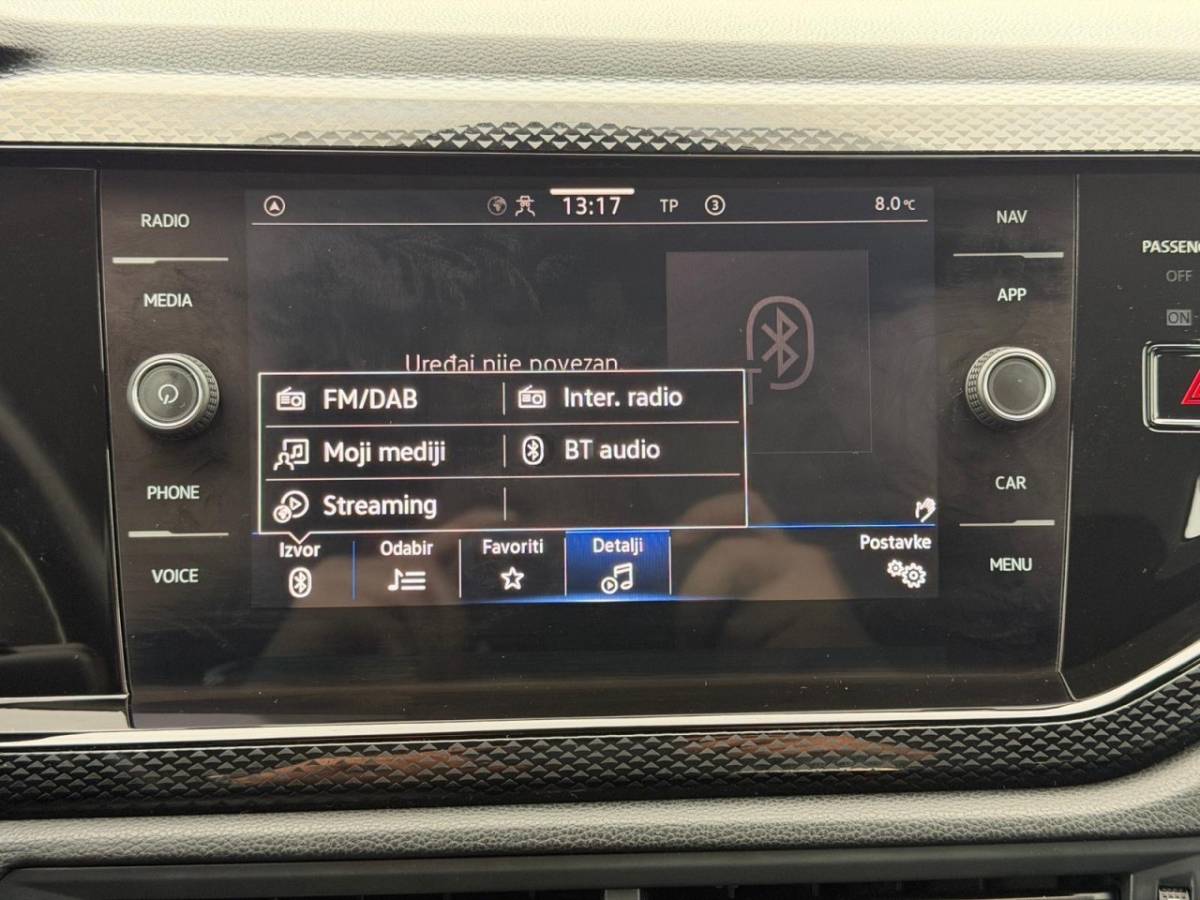 RADIO
MEDIA
PHONE
VOICE
13:17 TP 3 8.0°C
Uređaj nije povezan.
FM/DAB Inter. radio
Moji mediji BT audio
Streaming
Izvor Odabir Favoriti Detalji Postavke
NAV
APP
CAR
MENU
OFF
ON